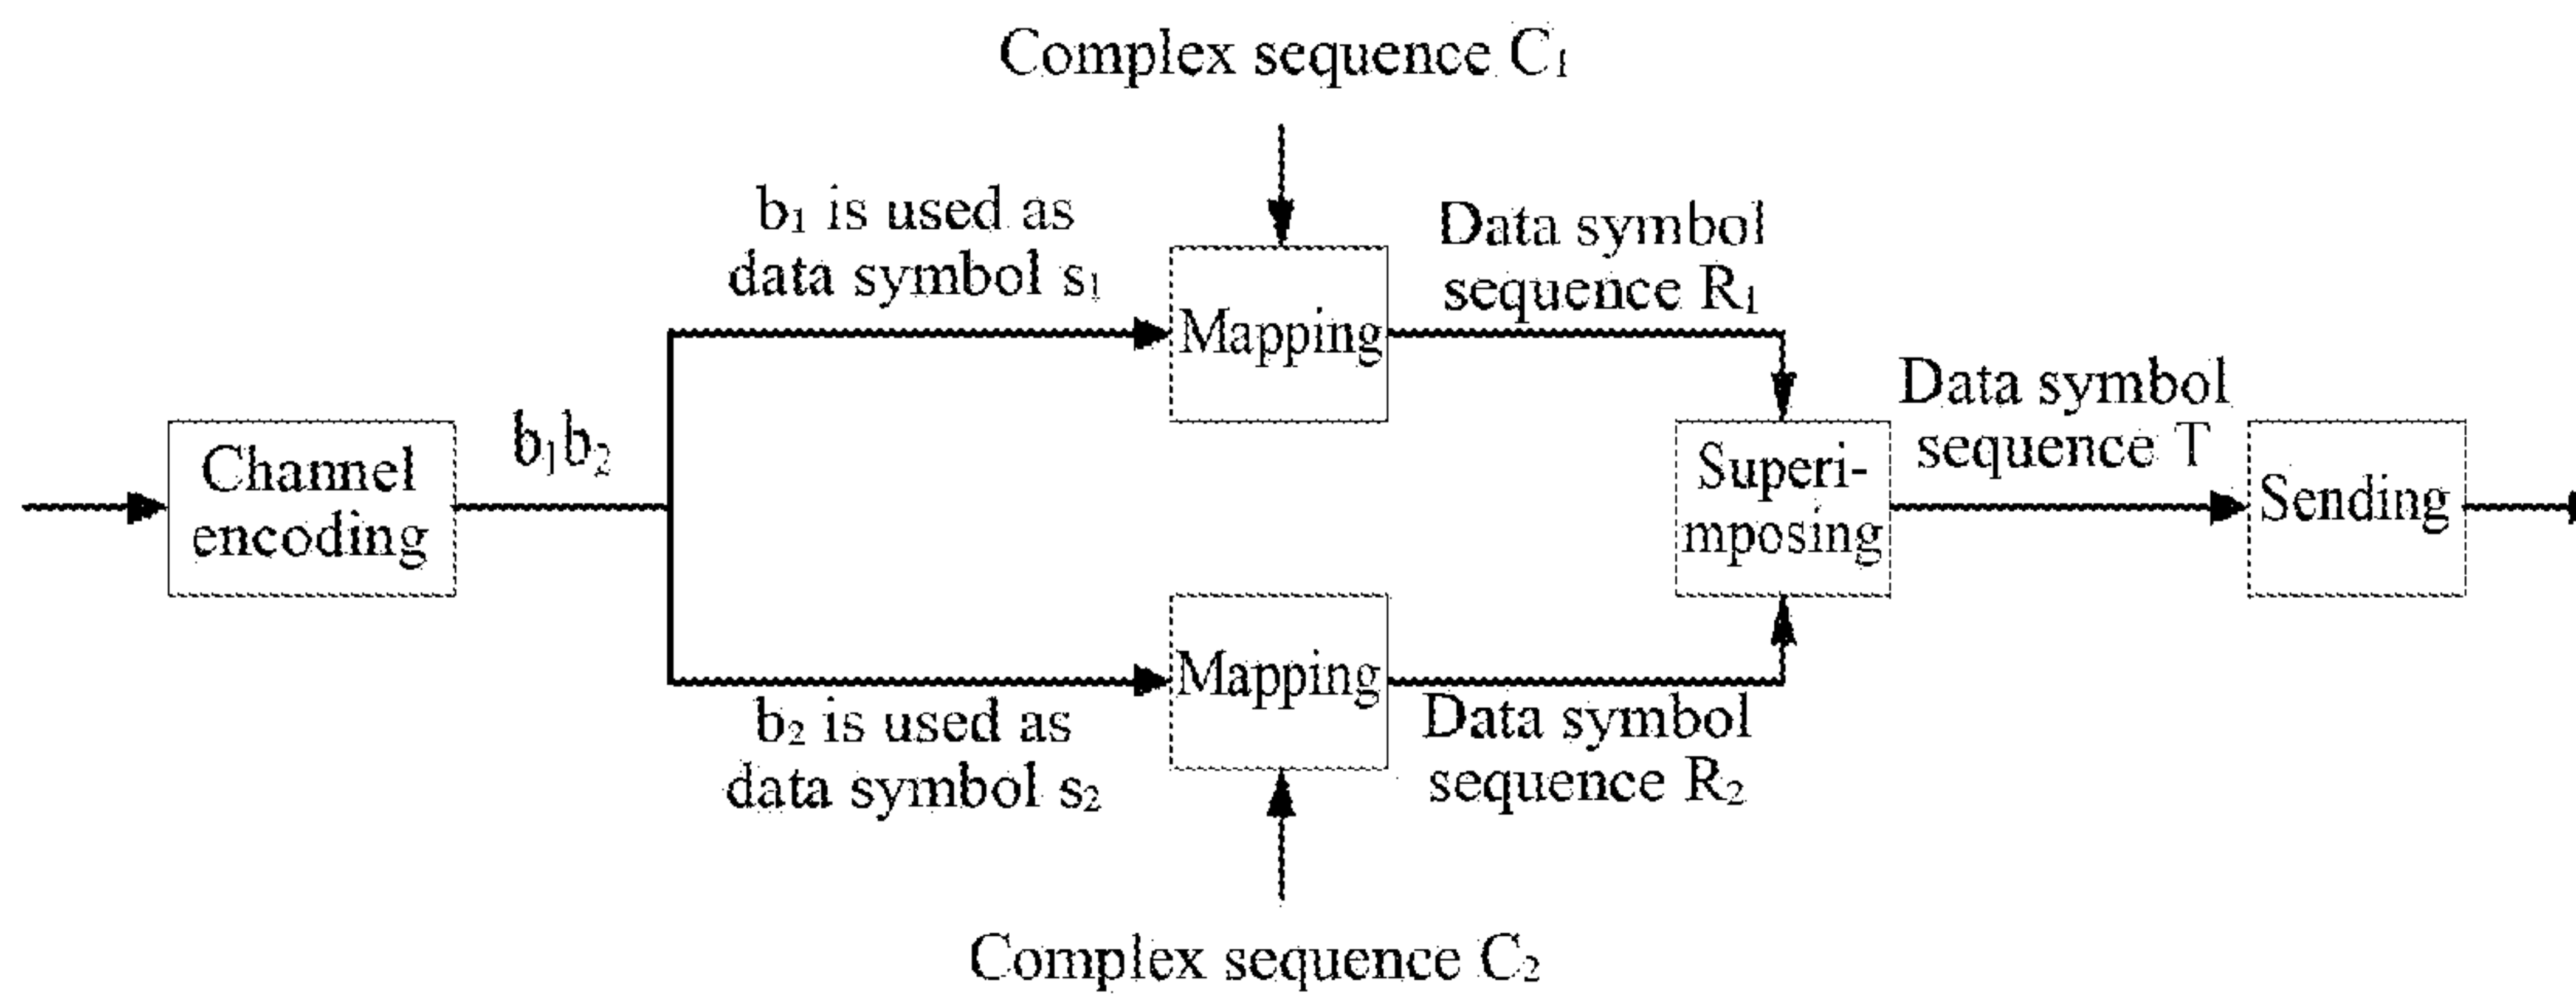 Complex sequence C₁
b₁ is used as
data symbol s₁
Data symbol
sequence R₁
Mapping
Channel
encoding
b₁b₂
Superi-
mposing
Data symbol
sequence T
Sending
Mapping
b₂ is used as
data symbol s₂
Data symbol
sequence R₂
Complex sequence C₂